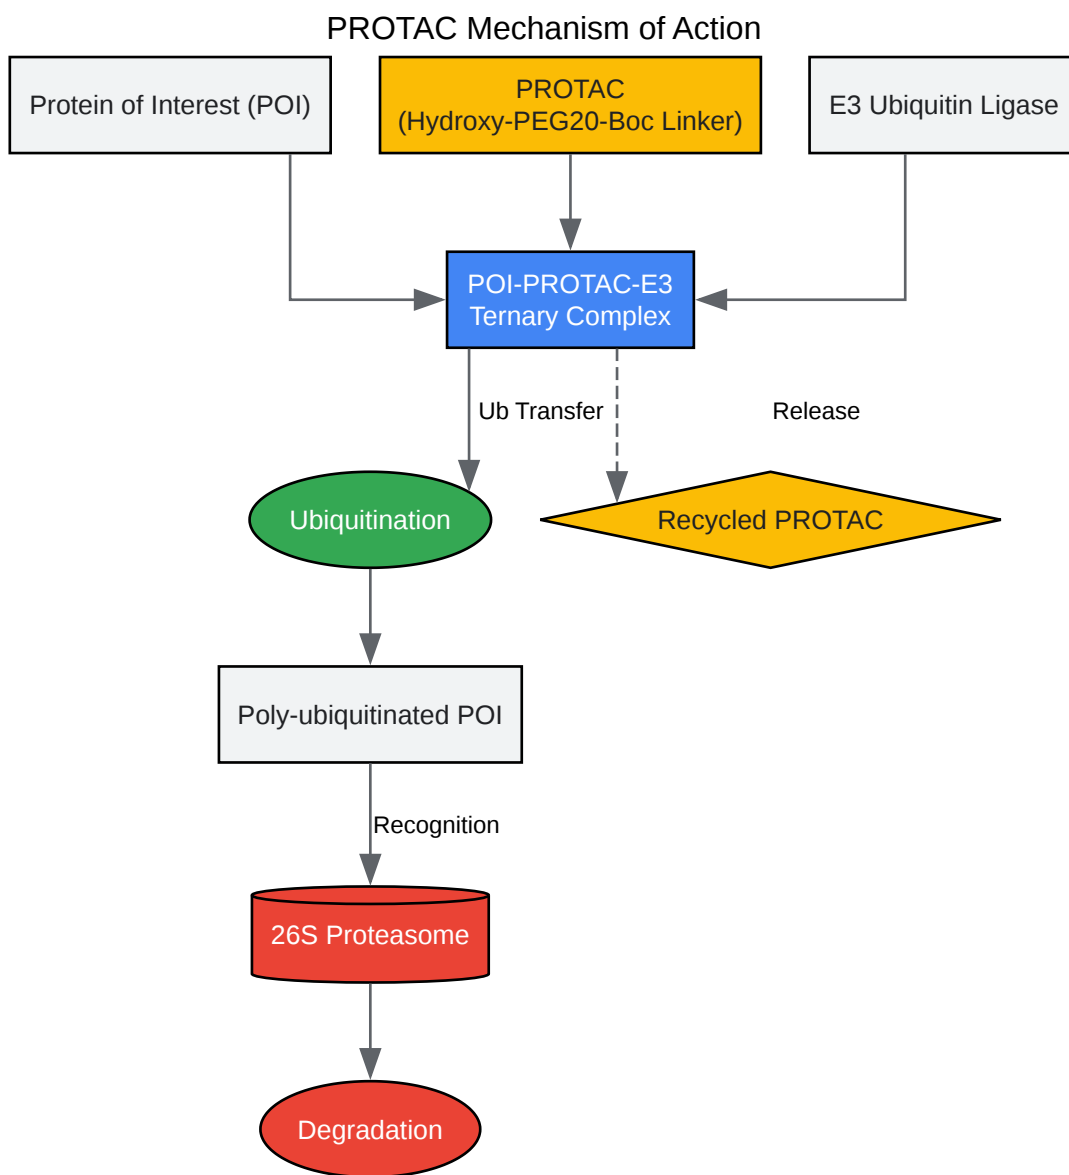 PROTAC Mechanism of Action
Protein of Interest (POI)
PROTAC
(Hydroxy-PEG20-Boc Linker)
E3 Ubiquitin Ligase
POI-PROTAC-E3
Ternary Complex
Ub Transfer
Release
Ubiquitination
Recycled PROTAC
Poly-ubiquitinated POI
Recognition
26S Proteasome
Degradation